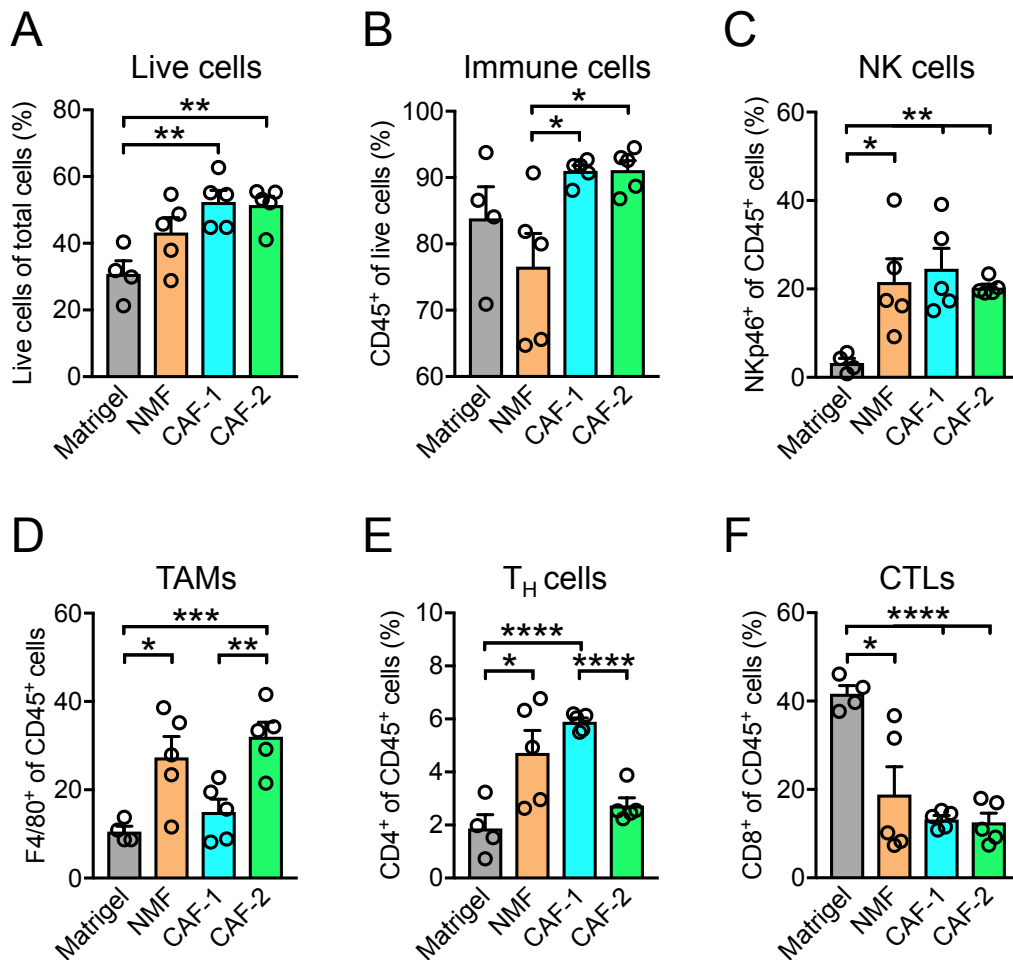 A
Live cells
Live cells of total cells (%)
80
60
40
20
0
**
**
Matrigel
NMF
CAF-1
CAF-2
B
Immune cells
CD45⁺ of live cells (%)
100
90
80
70
60
*
*
Matrigel
NMF
CAF-1
CAF-2
C
NK cells
NKp46⁺ of CD45⁺ cells (%)
60
40
20
0
**
*
Matrigel
NMF
CAF-1
CAF-2
D
TAMs
F4/80⁺ of CD45⁺ cells
60
40
20
0
***
*
**
Matrigel
NMF
CAF-1
CAF-2
E
T_H cells
CD4⁺ of CD45⁺ cells (%)
10
8
6
4
2
0
****
*
****
Matrigel
NMF
CAF-1
CAF-2
F
CTLs
CD8⁺ of CD45⁺ cells (%)
60
40
20
0
****
*
Matrigel
NMF
CAF-1
CAF-2